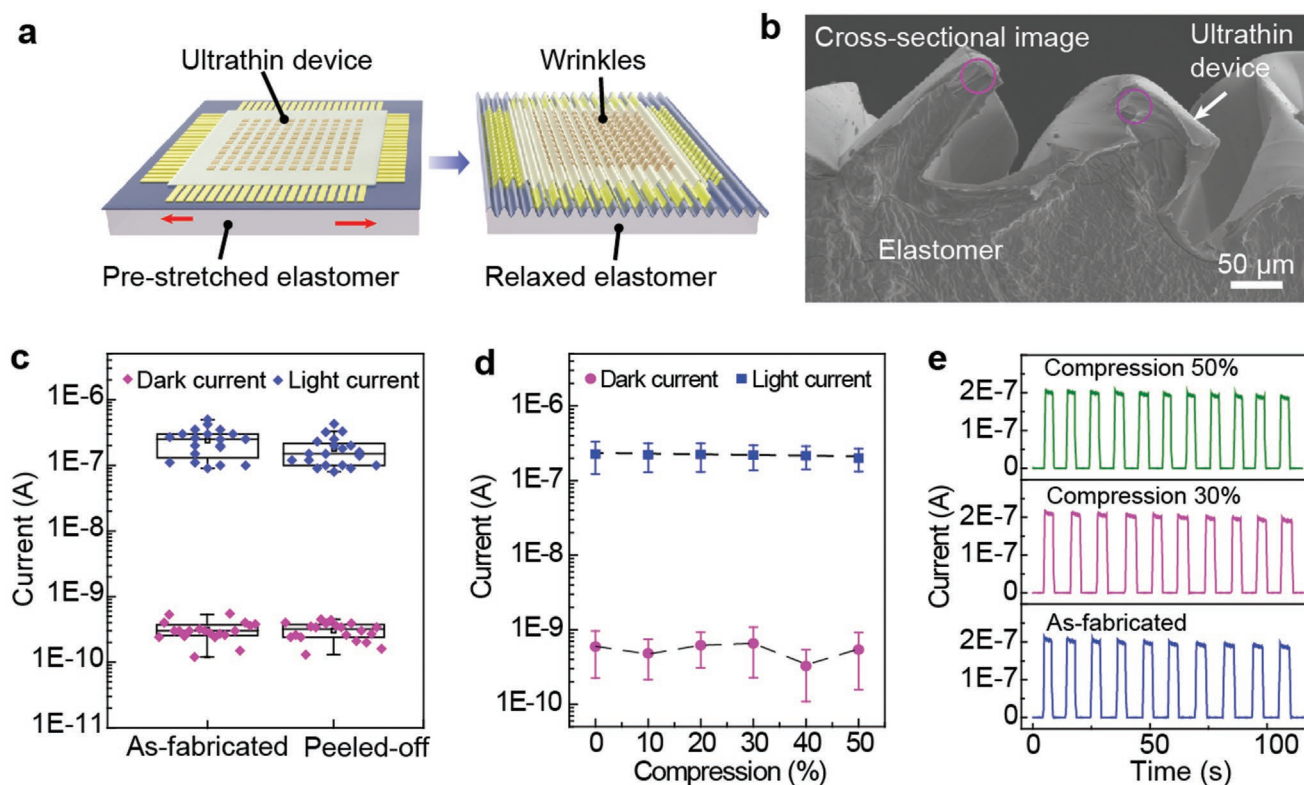 a
Ultrathin device
Wrinkles
Pre-stretched elastomer
Relaxed elastomer
b
Cross-sectional image
Ultrathin
device
Elastomer
50 μm
c
Dark current
Light current
1E-6
1E-7
1E-8
1E-9
1E-10
1E-11
Current (A)
As-fabricated
Peeled-off
d
Dark current
Light current
1E-6
1E-7
1E-8
1E-9
1E-10
Current (A)
0 10 20 30 40 50
Compression (%)
e
Compression 50%
2E-7
1E-7
0
Compression 30%
2E-7
1E-7
0
As-fabricated
2E-7
1E-7
0
Current (A)
0 50 100
Time (s)